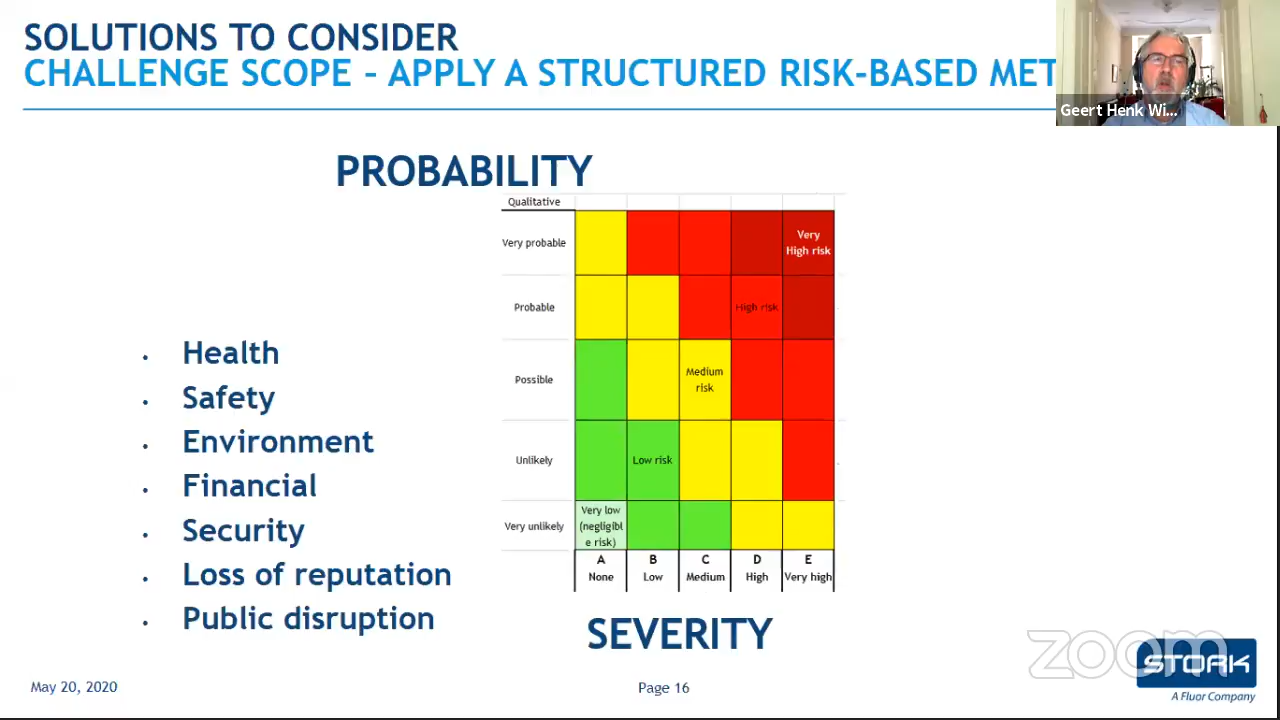 SOLUTIONS TO CONSIDER
CHALLENGE SCOPE - APPLY A STRUCTURED RISK-BASED MET
Geert Henk Wi...
PROBABILITY
Qualitative
Very probable
Very
High risk
Probable
High risk
Possible
Medium
risk
Unlikely
Low risk
Very unlikely
Very low
(negligibl
e risk)
A
B
C
D
E
None
Low
Medium
High
Very high
• Health
• Safety
• Environment
• Financial
• Security
• Loss of reputation
• Public disruption
SEVERITY
zoom
STORK
A Fluor Company
May 20, 2020
Page 16